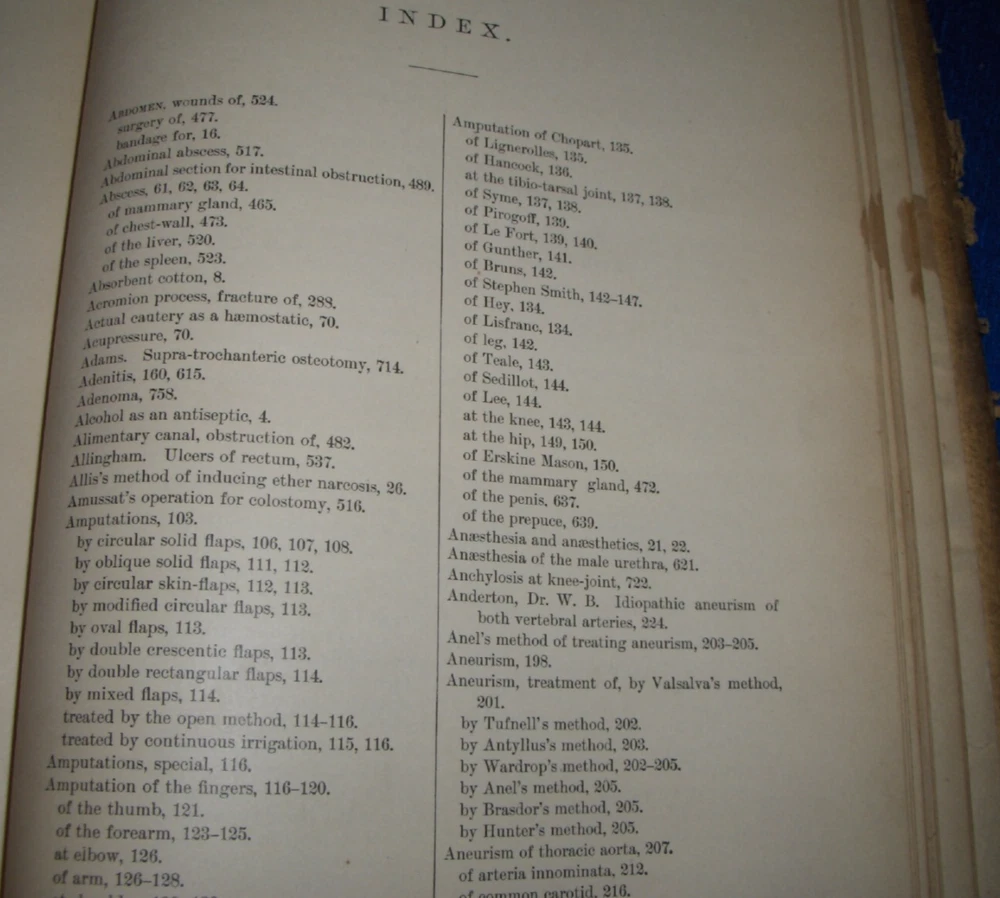 INDEX.
ABDOMEN, wounds of, 524.
surgery of, 477.
bandage for, 16.
Abdominal abscess, 517.
Abdominal section for intestinal obstruction, 489.
Abscess, 61, 62, 63, 64.
of mammary gland, 465.
of chest-wall, 473.
of the liver, 520.
of the spleen, 523.
Absorbent cotton, 8.
Acromion process, fracture of, 288.
Actual cautery as a hæmostatic, 70.
Acupressure, 70.
Adams. Supra-trochanteric osteotomy, 714.
Adenitis, 160, 615.
Adenoma, 758.
Alcohol as an antiseptic, 4.
Alimentary canal, obstruction of, 482.
Allingham. Ulcers of rectum, 537.
Allis's method of inducing ether narcosis, 26.
Amussat's operation for colostomy, 516.
Amputations, 103.
by circular solid flaps, 106, 107, 108.
by oblique solid flaps, 111, 112.
by circular skin-flaps, 112, 113.
by modified circular flaps, 113.
by oval flaps, 113.
by double crescentic flaps, 113.
by double rectangular flaps, 114.
by mixed flaps, 114.
treated by the open method, 114–116.
treated by continuous irrigation, 115, 116.
Amputations, special, 116.
Amputation of the fingers, 116–120.
of the thumb, 121.
of the forearm, 123–125.
at elbow, 126.
of arm, 126–128.
Amputation of Chopart, 135.
of Lignerolles, 135.
of Hancock, 136.
at the tibio-tarsal joint, 137, 138.
of Syme, 137, 138.
of Pirogoff, 139.
of Le Fort, 139, 140.
of Gunther, 141.
of Bruns, 142.
of Stephen Smith, 142–147.
of Hey, 134.
of Lisfranc, 134.
of leg, 142.
of Teale, 143.
of Sedillot, 144.
of Lee, 144.
at the knee, 143, 144.
at the hip, 149, 150.
of Erskine Mason, 150.
of the mammary gland, 472.
of the penis, 637.
of the prepuce, 639.
Anæsthesia and anæsthetics, 21, 22.
Anæsthesia of the male urethra, 621.
Anchylosis at knee-joint, 722.
Anderton, Dr. W. B. Idiopathic aneurism of
both vertebral arteries, 224.
Anel's method of treating aneurism, 203–205.
Aneurism, 198.
Aneurism, treatment of, by Valsalva's method,
201.
by Tufnell's method, 202.
by Antyllus's method, 203.
by Wardrop's method, 202–205.
by Anel's method, 205.
by Brasdor's method, 205.
by Hunter's method, 205.
Aneurism of thoracic aorta, 207.
of arteria innominata, 212.
of common carotid, 216.